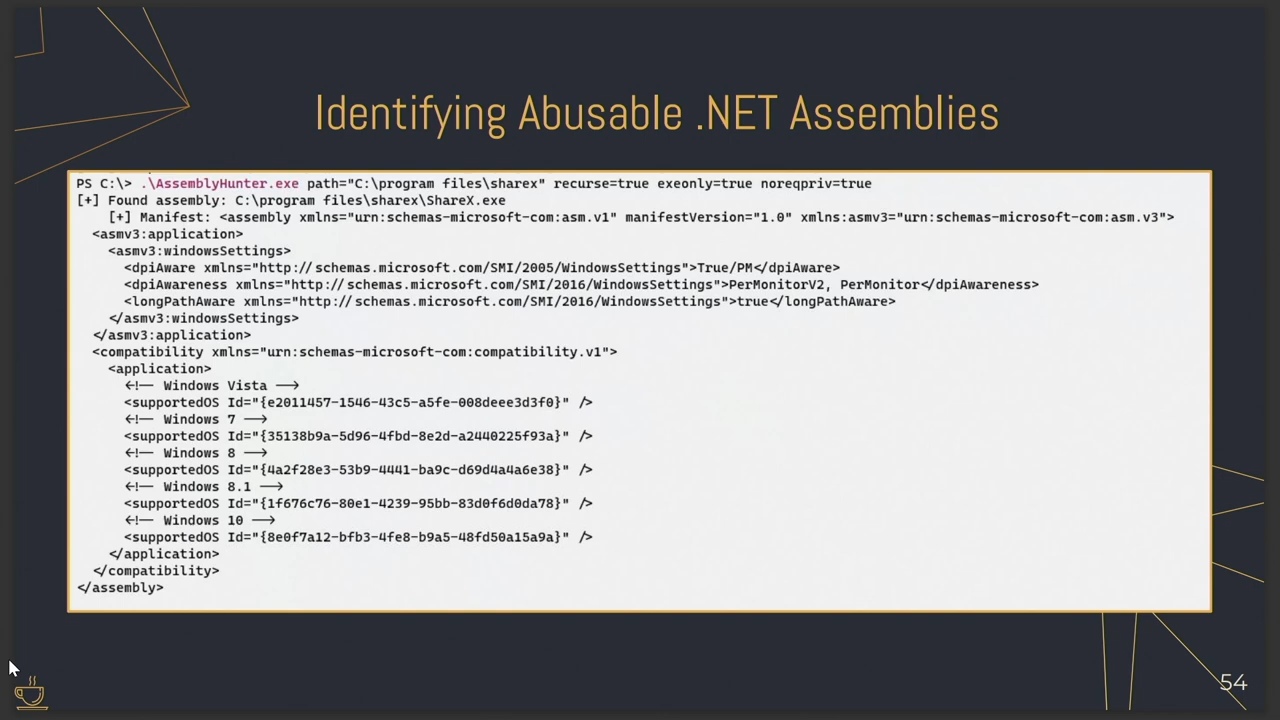 Identifying Abusable .NET Assemblies
PS C:\> .\AssemblyHunter.exe path="C:\program files\sharex" recurse=true exeonly=true noreqpriv=true
[+] Found assembly: C:\program files\sharex\ShareX.exe
[+] Manifest: <assembly xmlns="urn:schemas-microsoft-com:asm.v1" manifestVersion="1.0" xmlns:asmv3="urn:schemas-microsoft-com:asm.v3">
<asmv3:application>
<asmv3:windowsSettings>
<dpiAware xmlns="http://schemas.microsoft.com/SMI/2005/WindowsSettings">True/PM</dpiAware>
<dpiAwareness xmlns="http://schemas.microsoft.com/SMI/2016/WindowsSettings">PerMonitorV2, PerMonitor</dpiAwareness>
<longPathAware xmlns="http://schemas.microsoft.com/SMI/2016/WindowsSettings">true</longPathAware>
</asmv3:windowsSettings>
</asmv3:application>
<compatibility xmlns="urn:schemas-microsoft-com:compatibility.v1">
<application>
<!-- Windows Vista -->
<supportedOS Id="{e2011457-1546-43c5-a5fe-008deee3d3f0}" />
<!-- Windows 7 -->
<supportedOS Id="{35138b9a-5d96-4fbd-8e2d-a2440225f93a}" />
<!-- Windows 8 -->
<supportedOS Id="{4a2f28e3-53b9-4441-ba9c-d69d4a4a6e38}" />
<!-- Windows 8.1 -->
<supportedOS Id="{1f676c76-80e1-4239-95bb-83d0f6d0da78}" />
<!-- Windows 10 -->
<supportedOS Id="{8e0f7a12-bfb3-4fe8-b9a5-48fd50a15a9a}" />
</application>
</compatibility>
</assembly>
54